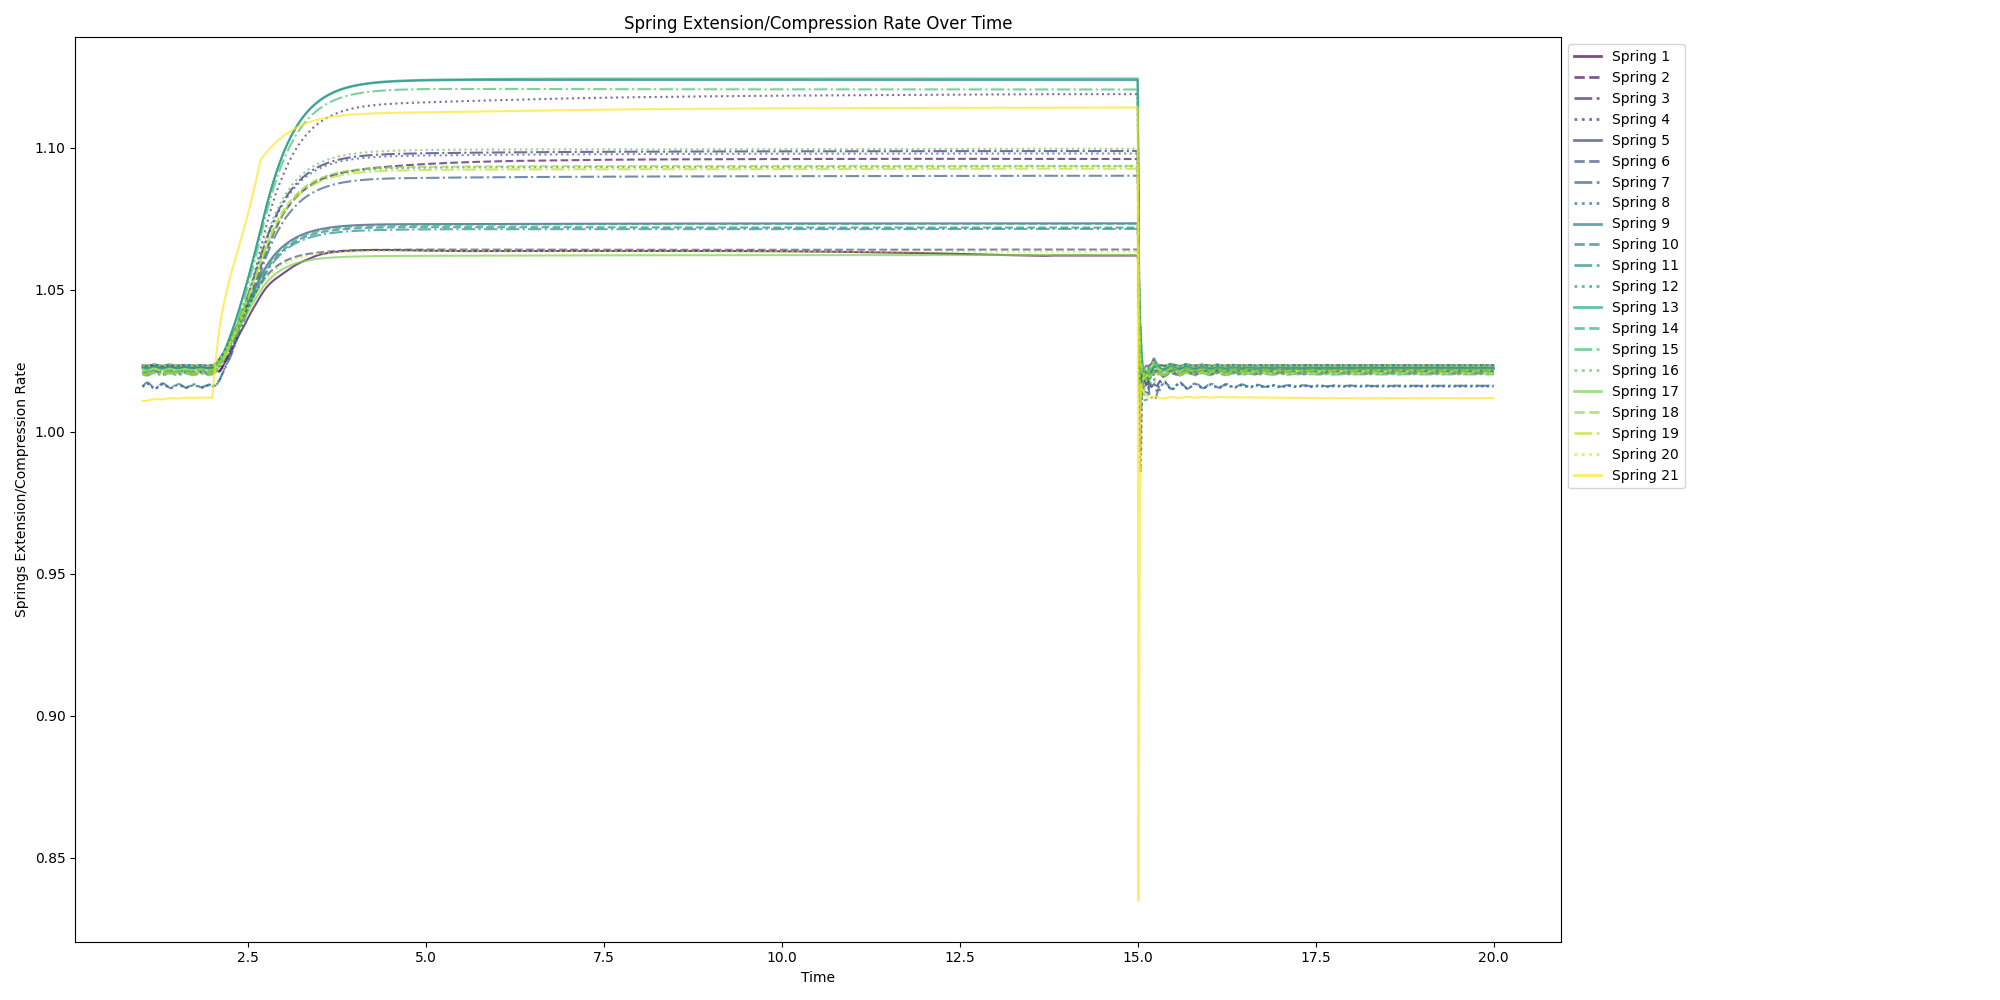 Spring Extension/Compression Rate Over Time
Springs Extension/Compression Rate
1.10
1.05
1.00
0.95
0.90
0.85
2.5
5.0
7.5
10.0
12.5
15.0
17.5
20.0
Time
Spring 1
Spring 2
Spring 3
Spring 4
Spring 5
Spring 6
Spring 7
Spring 8
Spring 9
Spring 10
Spring 11
Spring 12
Spring 13
Spring 14
Spring 15
Spring 16
Spring 17
Spring 18
Spring 19
Spring 20
Spring 21